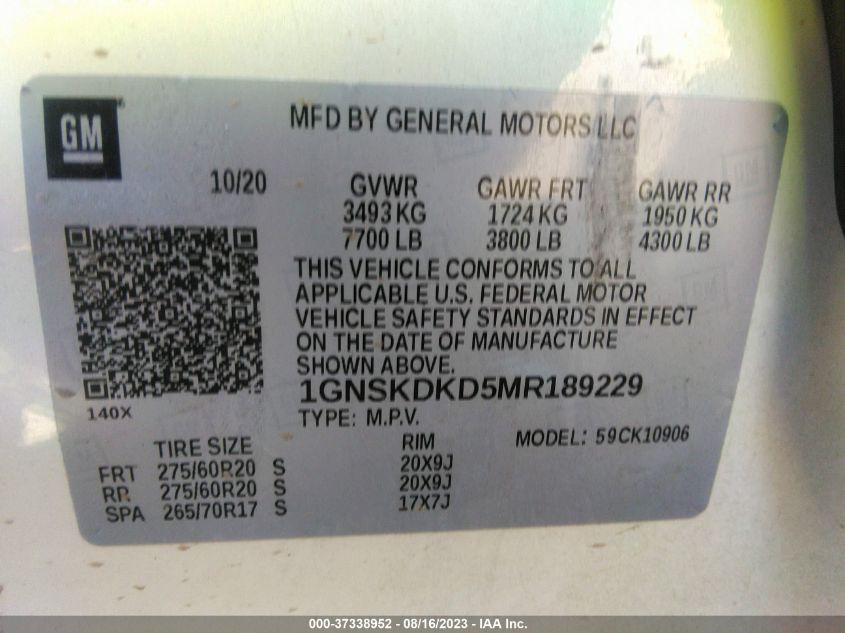 GM
MFD BY GENERAL MOTORS LLC
10/20 GVWR GAWR FRT GAWR RR
3493 KG 1724 KG 1950 KG
7700 LB 3800 LB 4300 LB
THIS VEHICLE CONFORMS TO ALL
APPLICABLE U.S. FEDERAL MOTOR
VEHICLE SAFETY STANDARDS IN EFFECT
ON THE DATE OF MANUFACTURE
SHOWN ABOVE.
1GNSKDKD5MR189229
140X
TYPE: M.P.V.
MODEL: 59CK10906
TIRE SIZE RIM
FRT 275/60R20 S 20X9J
RR 275/60R20 S 20X9J
SPA 265/70R17 S 17X7J
000-37338952 - 08/16/2023 - IAA Inc.